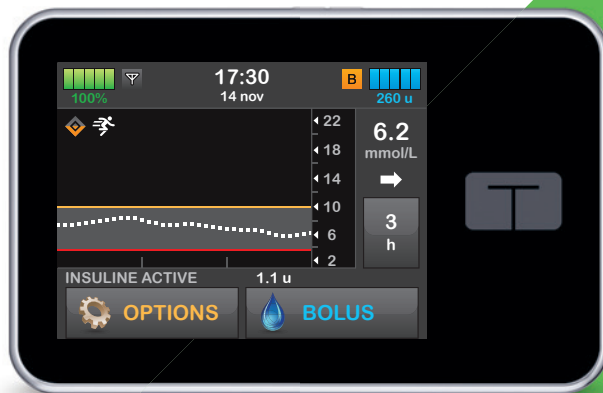 17:30
14 nov
100%
B
260 u
22
18
14
10
6
2
6.2
mmol/L
3
h
INSULINE ACTIVE 1.1 u
OPTIONS
BOLUS